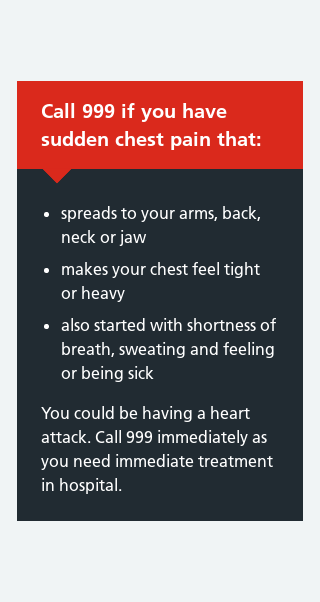 Call 999 if you have
sudden chest pain that:
• spreads to your arms, back,
neck or jaw
• makes your chest feel tight
or heavy
• also started with shortness of
breath, sweating and feeling
or being sick
You could be having a heart
attack. Call 999 immediately as
you need immediate treatment
in hospital.